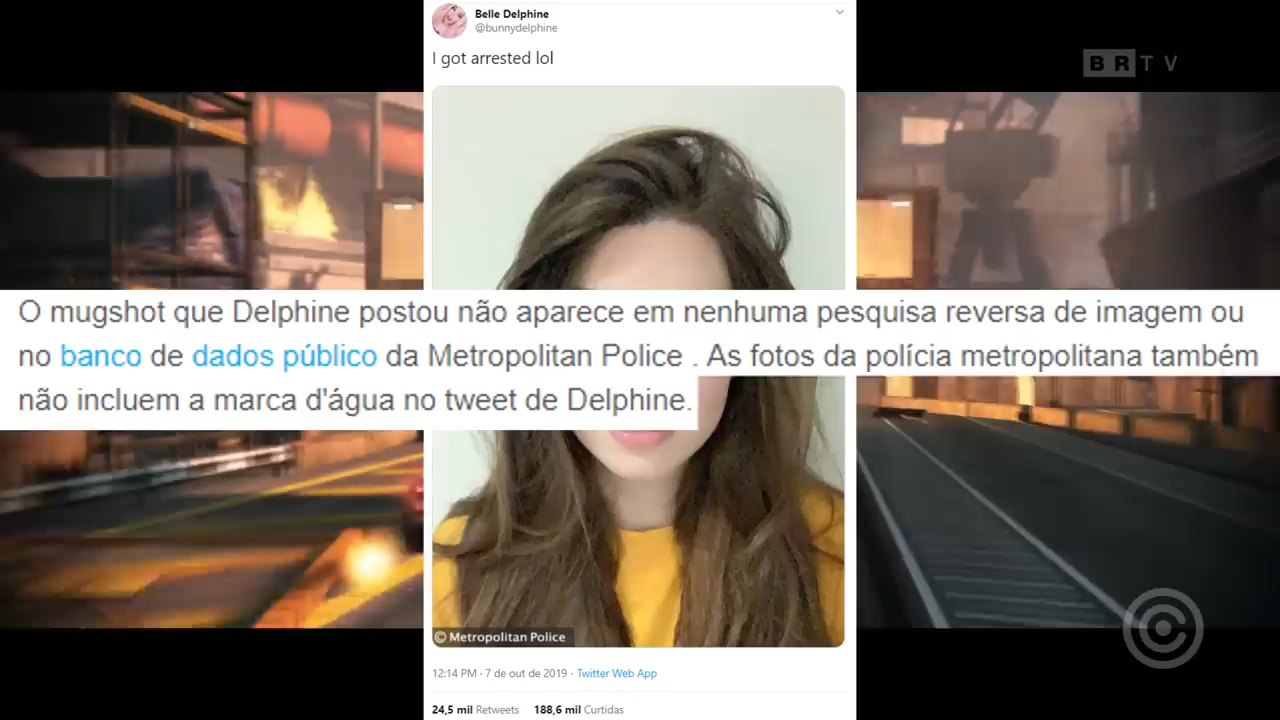 Belle Delphine
@bunnydelphine
I got arrested lol
BRTV
O mugshot que Delphine postou não aparece em nenhuma pesquisa reversa de imagem ou
no banco de dados público da Metropolitan Police . As fotos da polícia metropolitana também
não incluem a marca d'água no tweet de Delphine.
© Metropolitan Police
12:14 PM · 7 de out de 2019 · Twitter Web App
24,5 mil Retweets 188,6 mil Curtidas